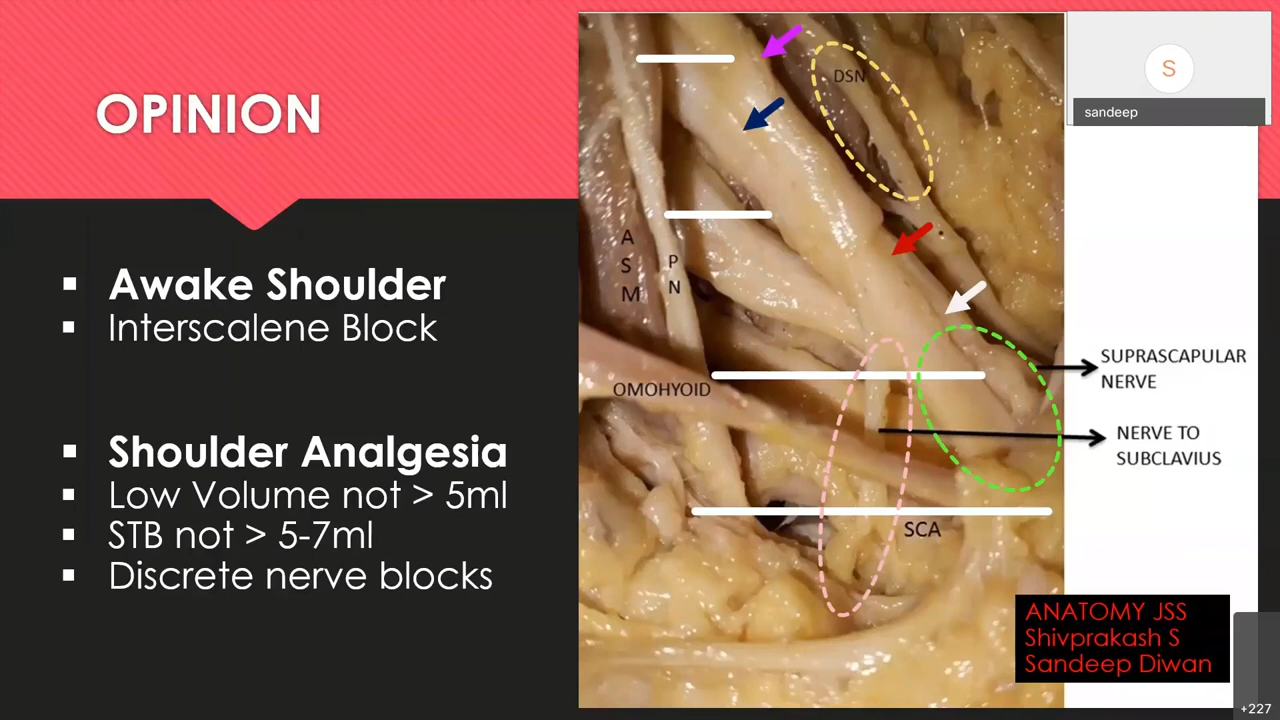 OPINION
Awake Shoulder
Interscalene Block
Shoulder Analgesia
Low Volume not > 5ml
STB not > 5-7ml
Discrete nerve blocks
DSN
A
S
M
P
N
OMOHYOID
SCA
SUPRASCAPULAR
NERVE
NERVE TO
SUBCLAVIUS
ANATOMY JSS
Shivprakash S
Sandeep Diwan
S
sandeep
+227